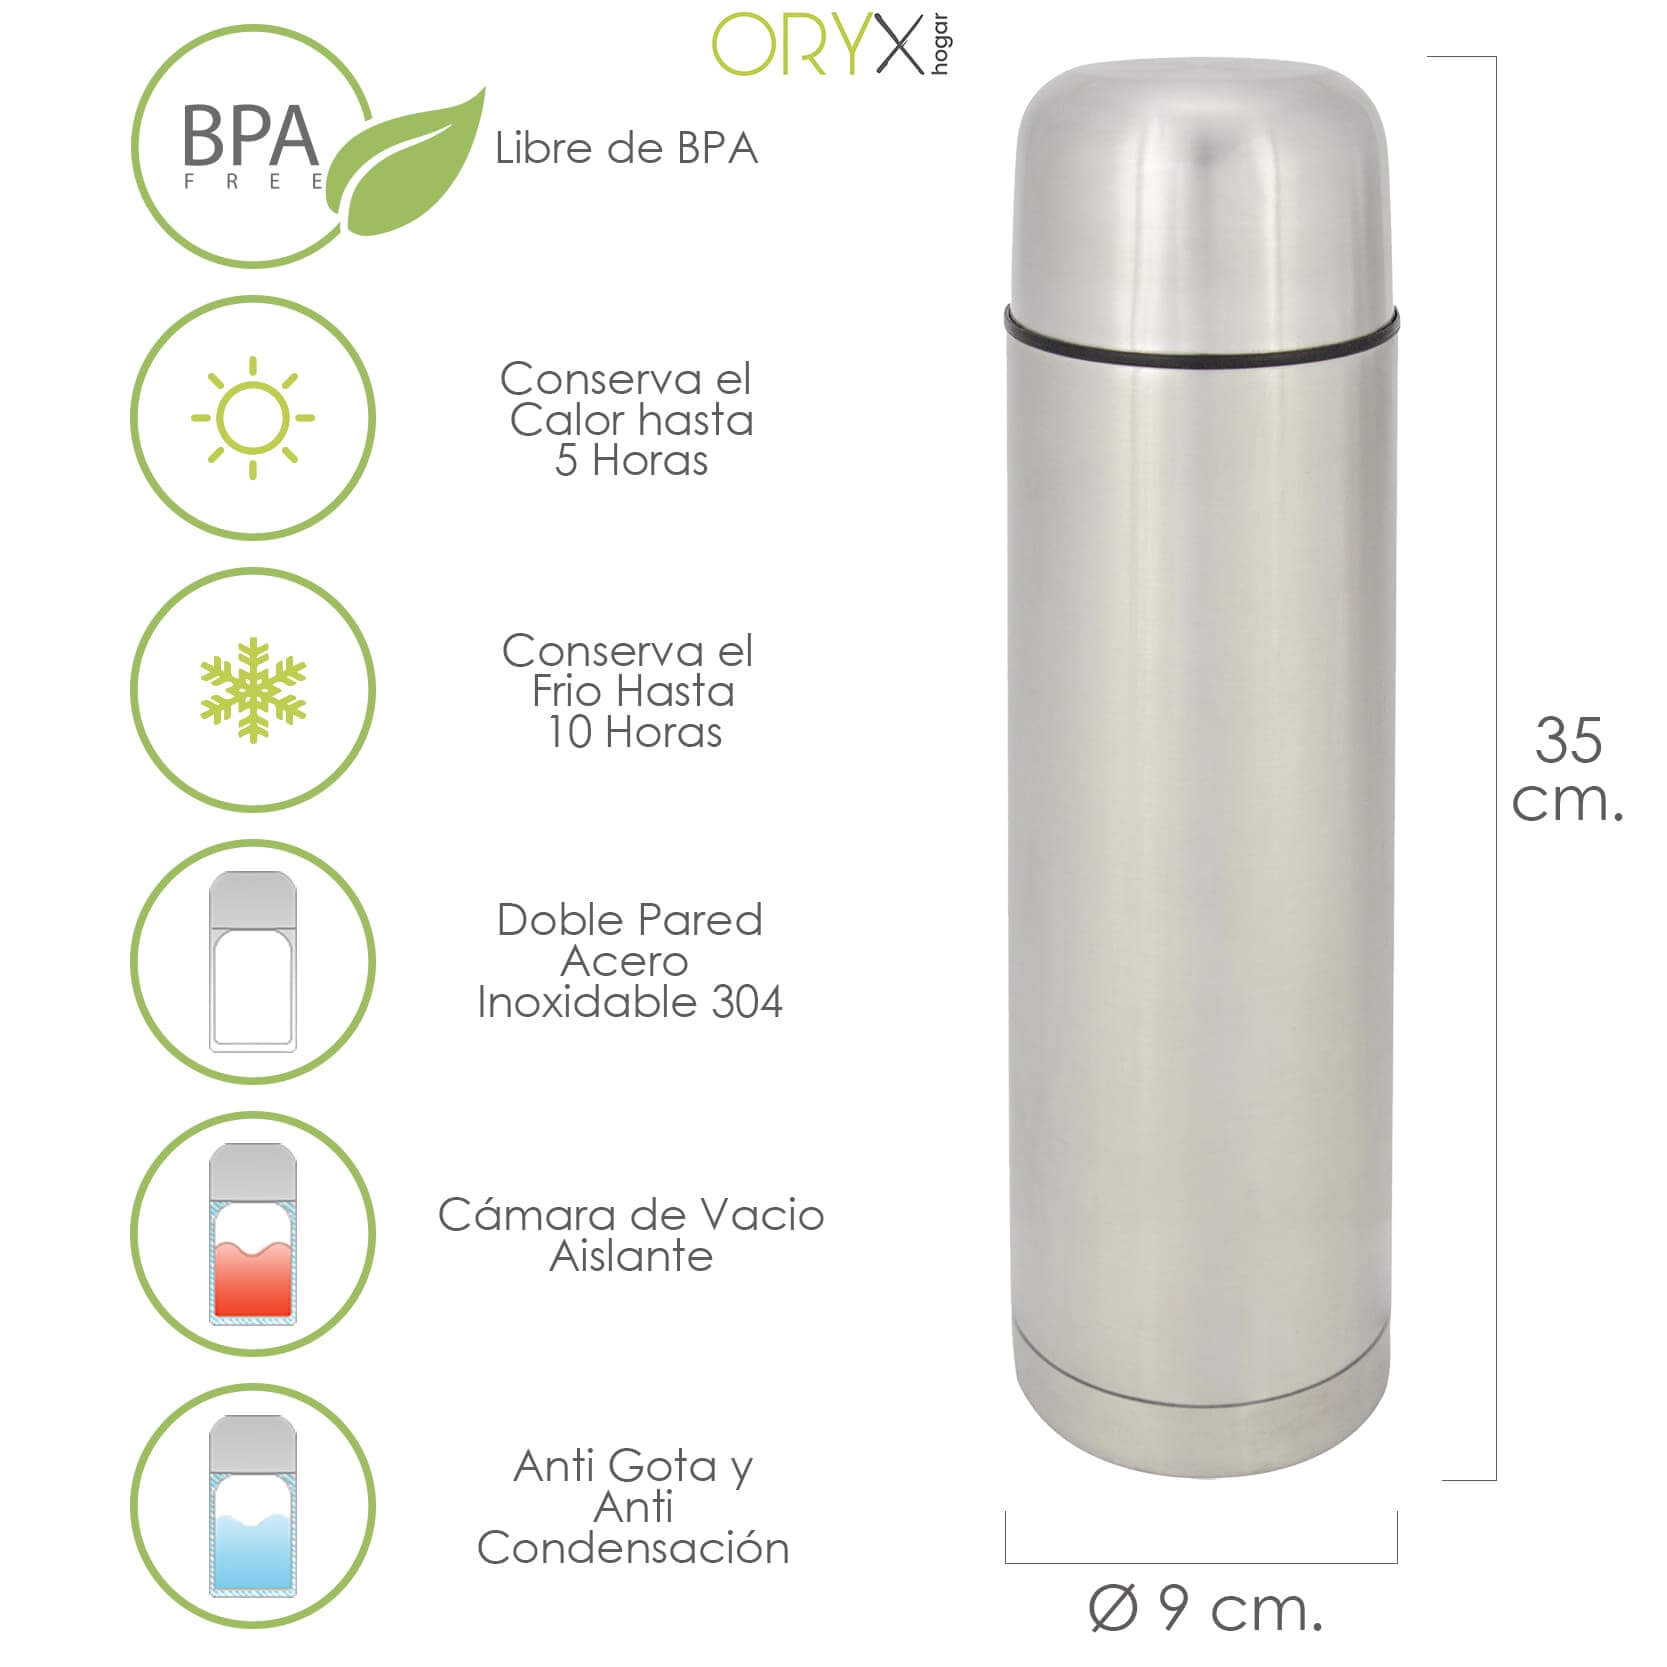 ORYX hogar
BPA
FREE
Libre de BPA
Conserva el
Calor hasta
5 Horas
Conserva el
Frio Hasta
10 Horas
Doble Pared
Acero
Inoxidable 304
Cámara de Vacio
Aislante
Anti Gota y
Anti
Condensación
35
cm.
Ø 9 cm.